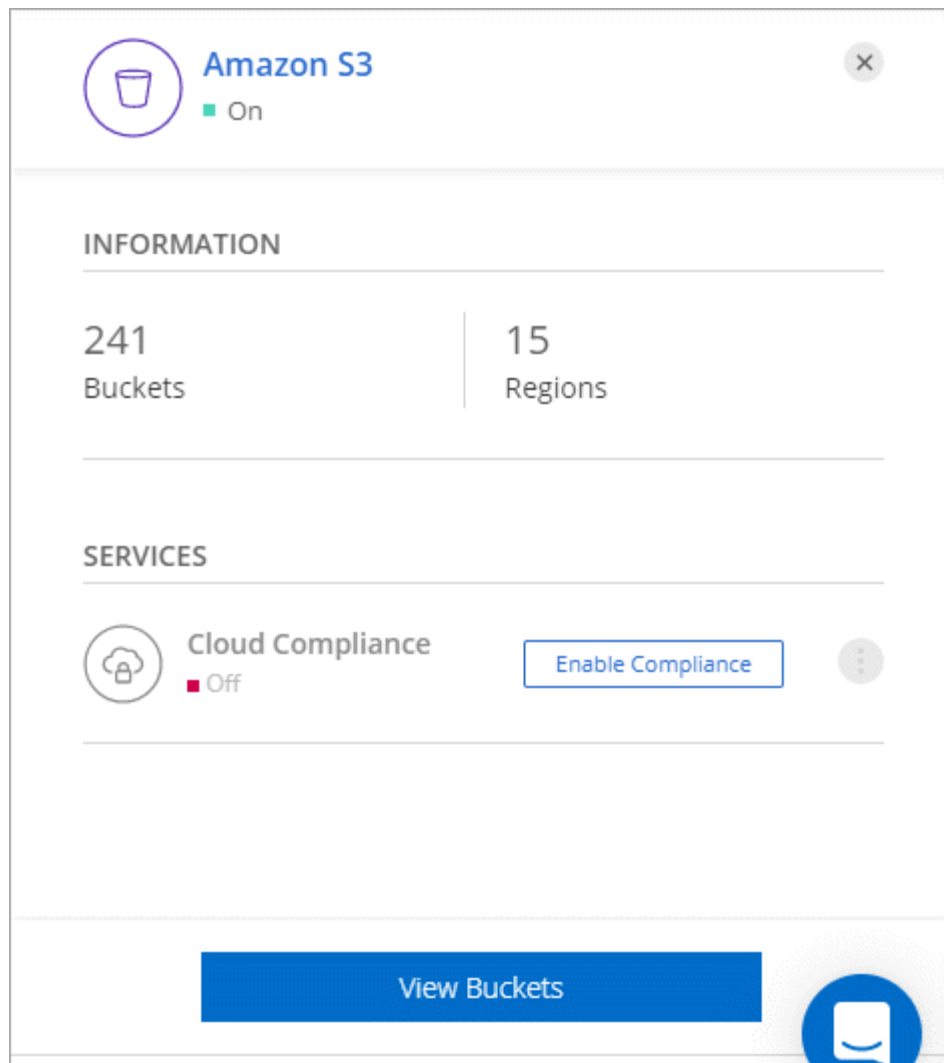 Amazon S3
On
INFORMATION
241
Buckets
15
Regions
SERVICES
Cloud Compliance
Off
Enable Compliance
View Buckets